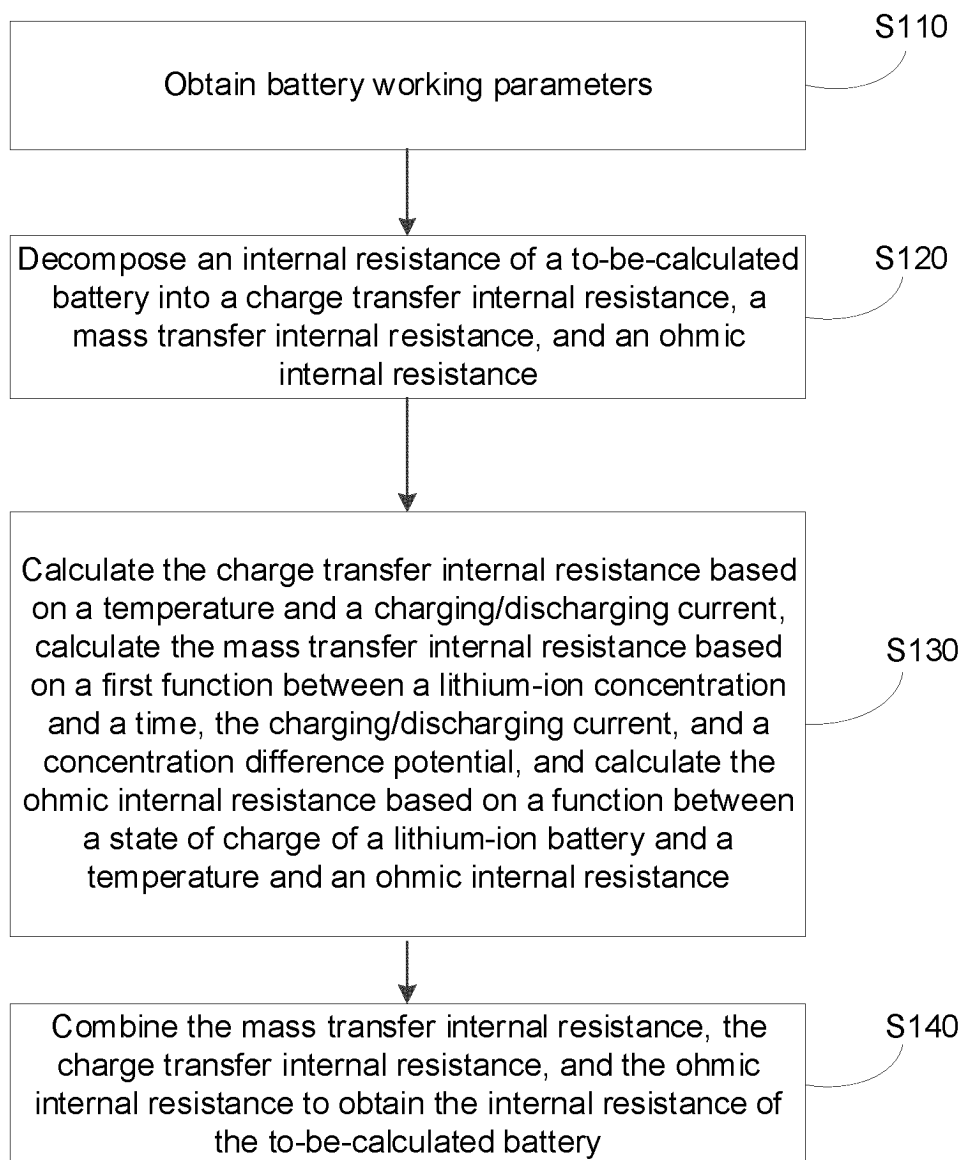 S110
Obtain battery working parameters
S120
Decompose an internal resistance of a to-be-calculated
battery into a charge transfer internal resistance, a
mass transfer internal resistance, and an ohmic
internal resistance
Calculate the charge transfer internal resistance based
on a temperature and a charging/discharging current,
calculate the mass transfer internal resistance based
on a first function between a lithium-ion concentration
and a time, the charging/discharging current, and a
concentration difference potential, and calculate the
ohmic internal resistance based on a function between
a state of charge of a lithium-ion battery and a
temperature and an ohmic internal resistance
S130
Combine the mass transfer internal resistance, the
charge transfer internal resistance, and the ohmic
internal resistance to obtain the internal resistance of
the to-be-calculated battery
S140